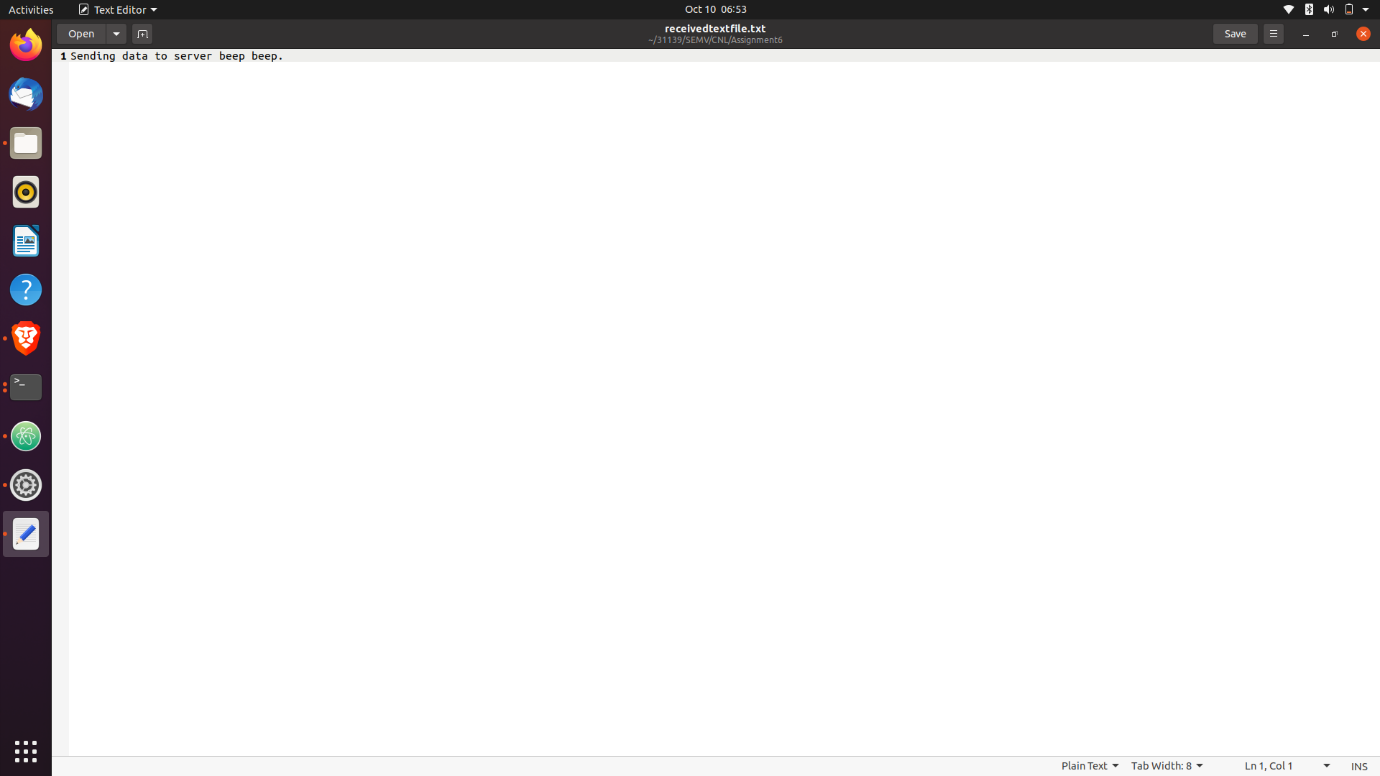 Activities
Text Editor
Oct 10 06:53
Open
receivedtextfile.txt
~/31139/SEMV/CNL/Assignment6
Save
1 Sending data to server beep beep.
Plain Text
Tab Width: 8
Ln 1, Col 1
INS